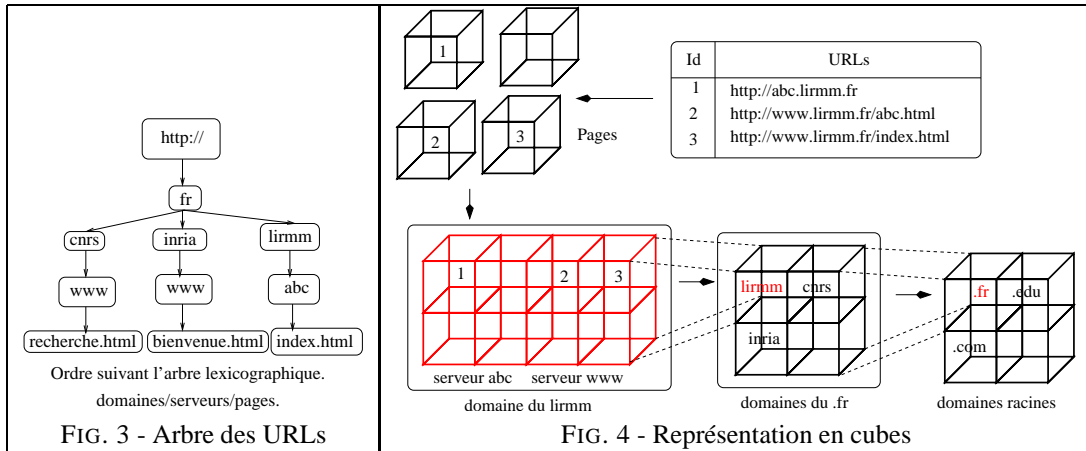 http://
fr
cnrs inria lirmm
www www abc
recherche.html bienvenue.html index.html
Ordre suivant l'arbre lexicographique.
domaines/serveurs/pages.
FIG. 3 - Arbre des URLs
1
2 3
Pages
Id URLs
1 http://abc.lirmm.fr
2 http://www.lirmm.fr/abc.html
3 http://www.lirmm.fr/index.html
1 2 3
serveur abc serveur www
domaine du lirmm
lirmm cnrs
inria
domaines du .fr
.fr .edu
.com
domaines racines
FIG. 4 - Représentation en cubes